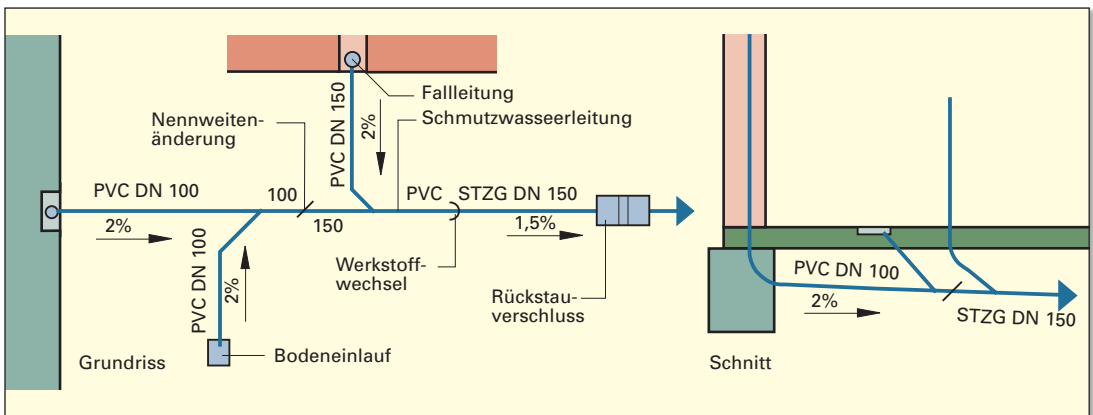 Fallleitung
Nennweiten-
änderung
PVC DN 150
2%
Schmutzwasseerleitung
PVC DN 100
100
PVC
STZG DN 150
2%
150
1,5%
PVC DN 100
2%
Werkstoff-
wechsel
Rückstau-
verschluss
Bodeneinlauf
Grundriss
PVC DN 100
2%
STZG DN 150
Schnitt